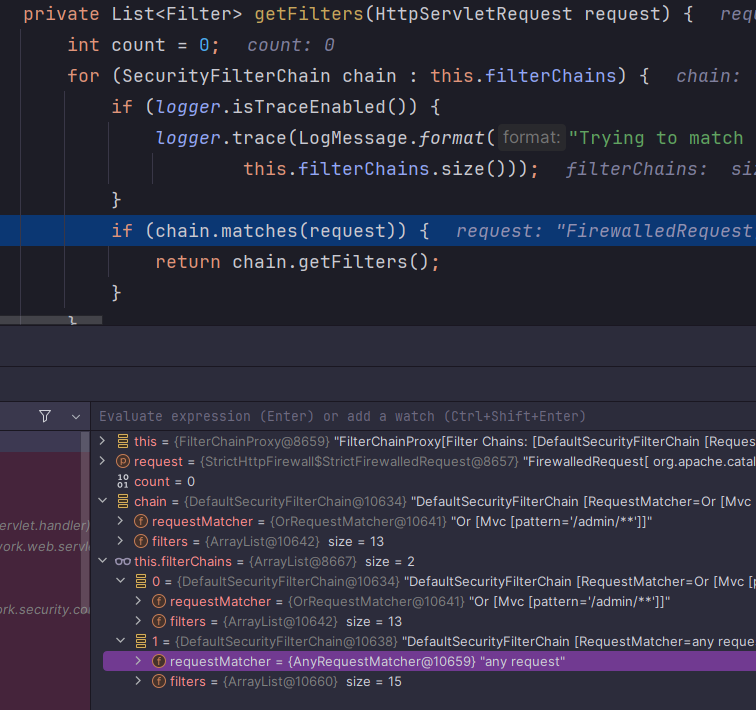 private List<Filter> getFilters(HttpServletRequest request) {   requ
int count = 0;   count: 0
for (SecurityFilterChain chain : this.filterChains) {   chain:
if (logger.isTraceEnabled()) {
logger.trace(LogMessage.format( format: "Trying to match
this.filterChains.size()));   filterChains:  siz
}
if (chain.matches(request)) {   request: "FirewalledRequest
return chain.getFilters();
}
}
Evaluate expression (Enter) or add a watch (Ctrl+Shift+Enter)
this = {FilterChainProxy@8659} "FilterChainProxy[Filter Chains: [DefaultSecurityFilterChain [Reques
request = {StrictHttpFirewall$StrictFirewalledRequest@8657} "FirewalledRequest[ org.apache.catal
count = 0
chain = {DefaultSecurityFilterChain@10634} "DefaultSecurityFilterChain [RequestMatcher=Or [Mvc [
ervlet.handler)
requestMatcher = {OrRequestMatcher@10641} "Or [Mvc [pattern='/admin/**']]"
ork.web.servle
filters = {ArrayList@10642}  size = 13
this.filterChains = {ArrayList@8667}  size = 2
0 = {DefaultSecurityFilterChain@10634} "DefaultSecurityFilterChain [RequestMatcher=Or [Mvc [p
requestMatcher = {OrRequestMatcher@10641} "Or [Mvc [pattern='/admin/**']]"
ork.security.co
filters = {ArrayList@10642}  size = 13
1 = {DefaultSecurityFilterChain@10638} "DefaultSecurityFilterChain [RequestMatcher=any reque
requestMatcher = {AnyRequestMatcher@10659} "any request"
filters = {ArrayList@10660}  size = 15